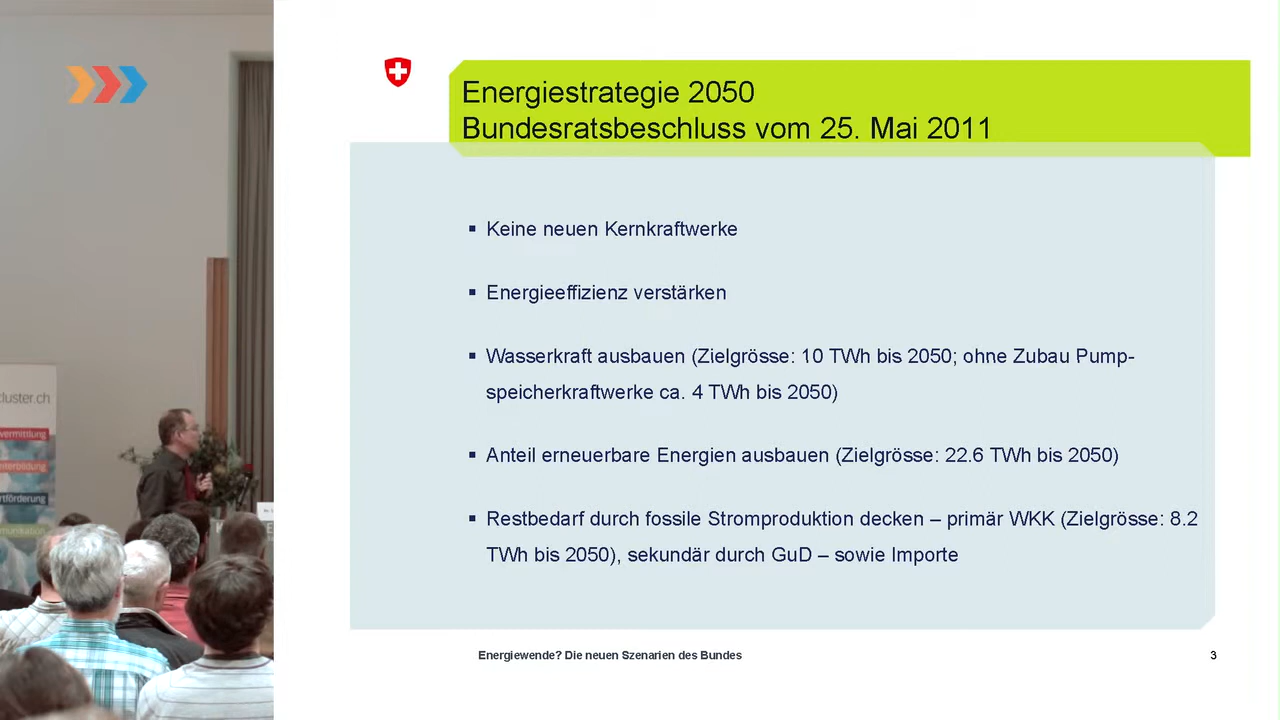 Energiestrategie 2050
Bundesratsbeschluss vom 25. Mai 2011
▪ Keine neuen Kernkraftwerke
▪ Energieeffizienz verstärken
▪ Wasserkraft ausbauen (Zielgrösse: 10 TWh bis 2050; ohne Zubau Pump-
speicherkraftwerke ca. 4 TWh bis 2050)
▪ Anteil erneuerbare Energien ausbauen (Zielgrösse: 22.6 TWh bis 2050)
▪ Restbedarf durch fossile Stromproduktion decken – primär WKK (Zielgrösse: 8.2
TWh bis 2050), sekundär durch GuD – sowie Importe
Energiewende? Die neuen Szenarien des Bundes
3
cluster.ch
vermittlung